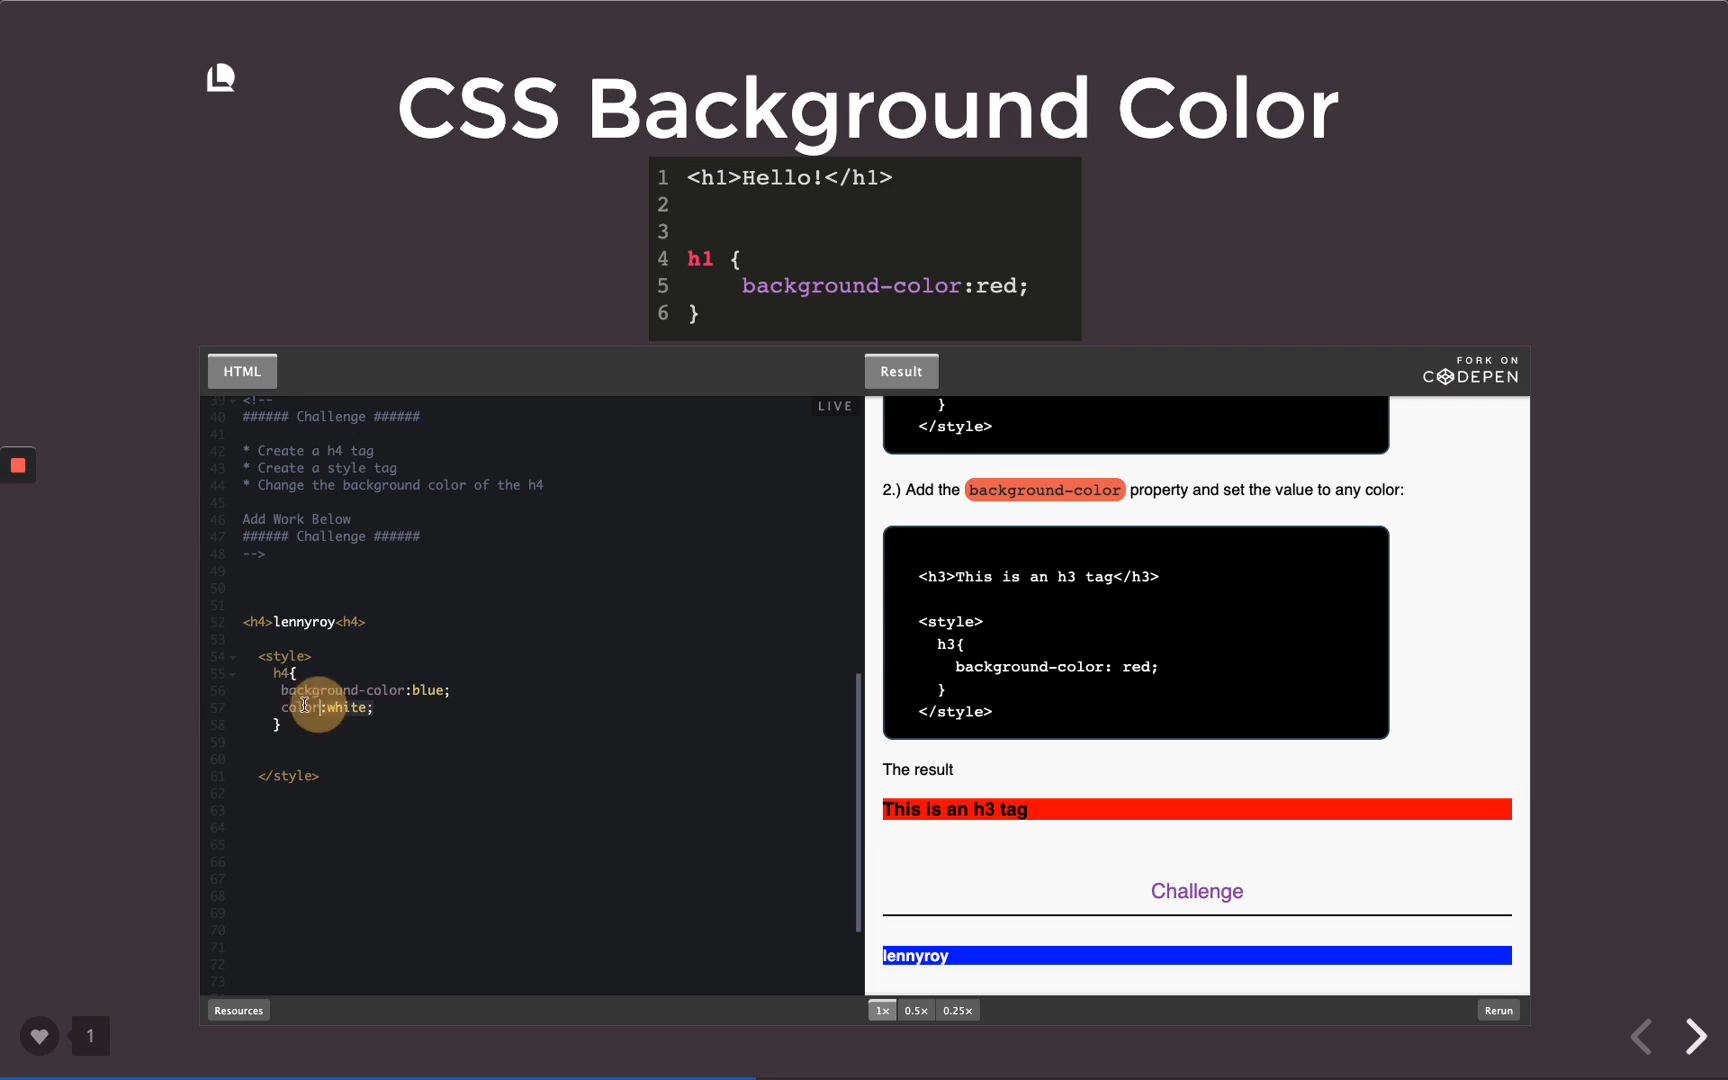 CSS Background Color
1 <h1>Hello!</h1>
2
3
4 h1 {
5 background-color:red;
6 }
HTML
Result
FORK ON
CODEPEN
LIVE
39 <!--
40 ###### Challenge ######
41
42 * Create a h4 tag
43 * Create a style tag
44 * Change the background color of the h4
45
46 Add Work Below
47 ###### Challenge ######
48 -->
49
50
51
52 <h4>lennyroy<h4>
53
54 <style>
55 h4{
56 background-color:blue;
57 color:white;
58 }
59
60
61 </style>
62
63
64
65
66
67
68
69
70
71
72
73
}
</style>
2.) Add the background-color property and set the value to any color:
<h3>This is an h3 tag</h3>
<style>
h3{
background-color: red;
}
</style>
The result
This is an h3 tag
Challenge
lennyroy
Resources
1× 0.5× 0.25×
Rerun
1